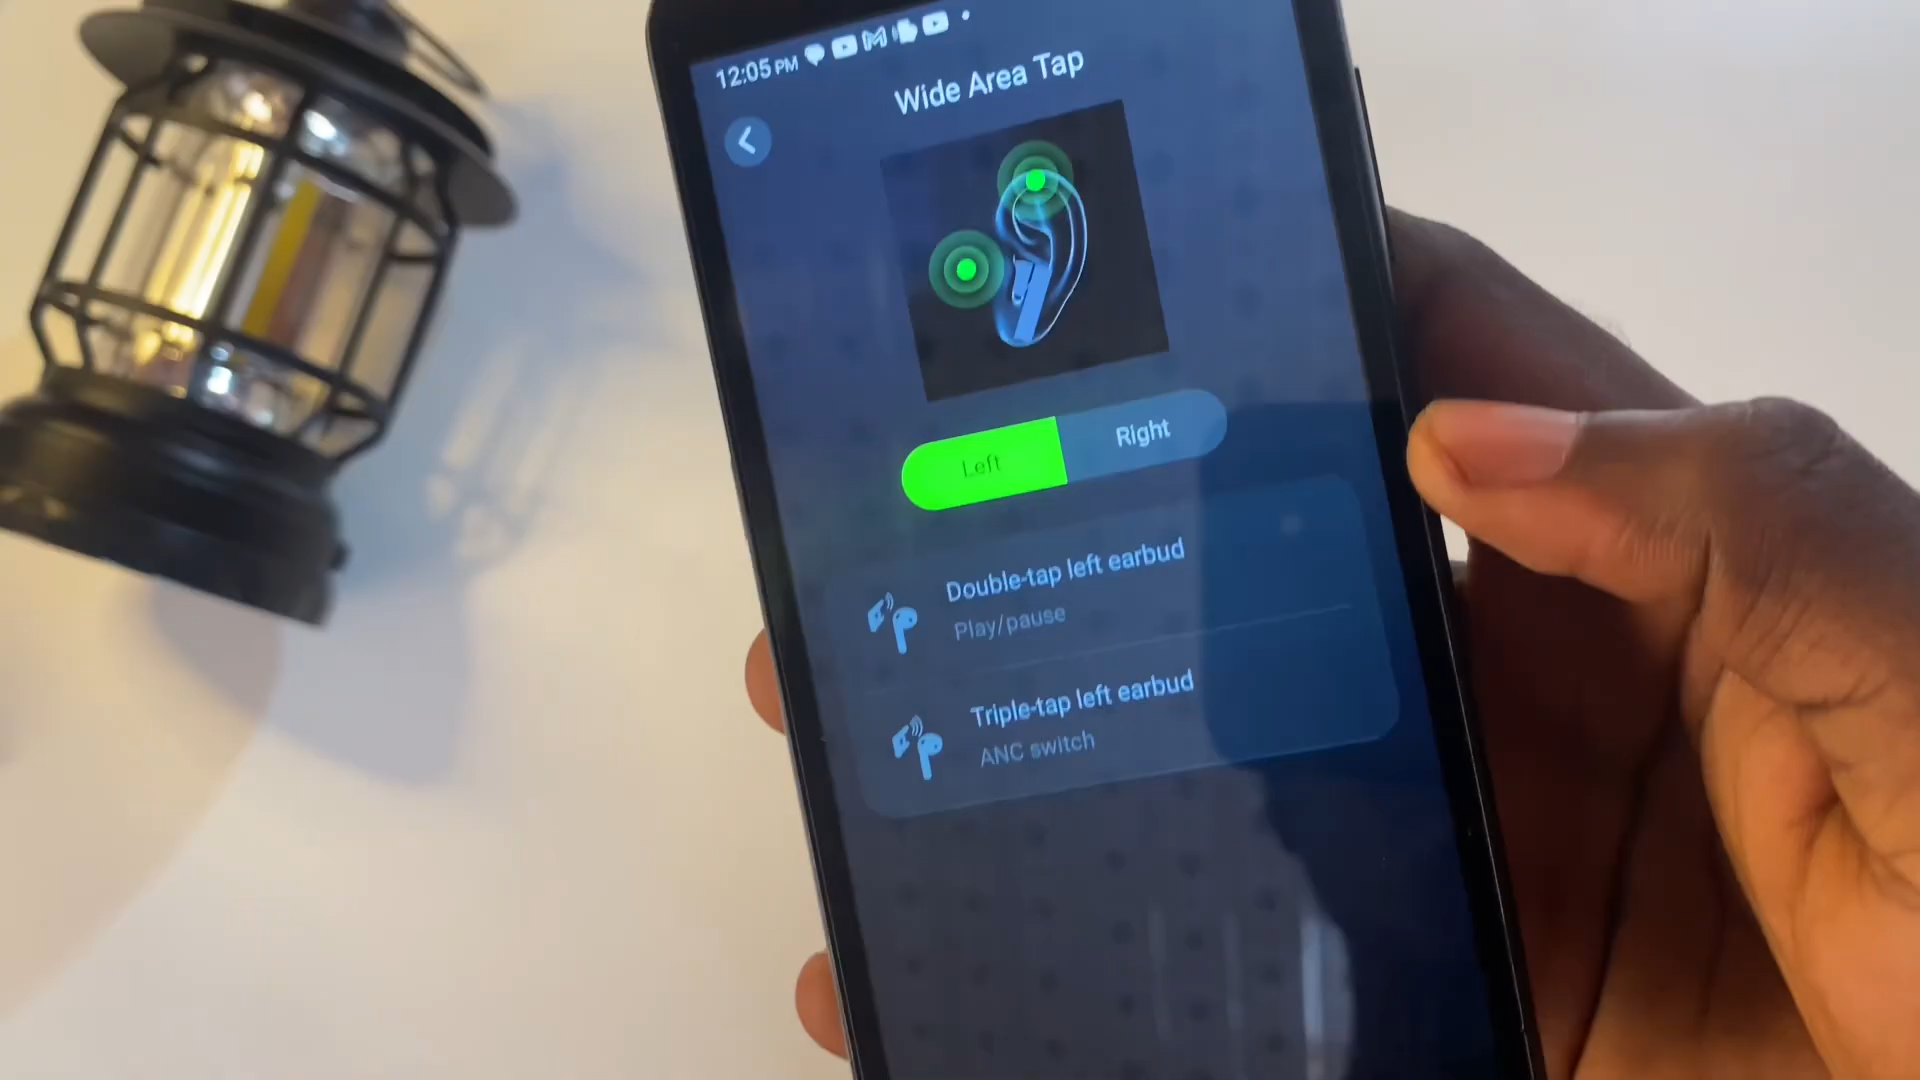 12:05 PM
Wide Area Tap
Left
Right
Double-tap left earbud
Play/pause
Triple-tap left earbud
ANC switch